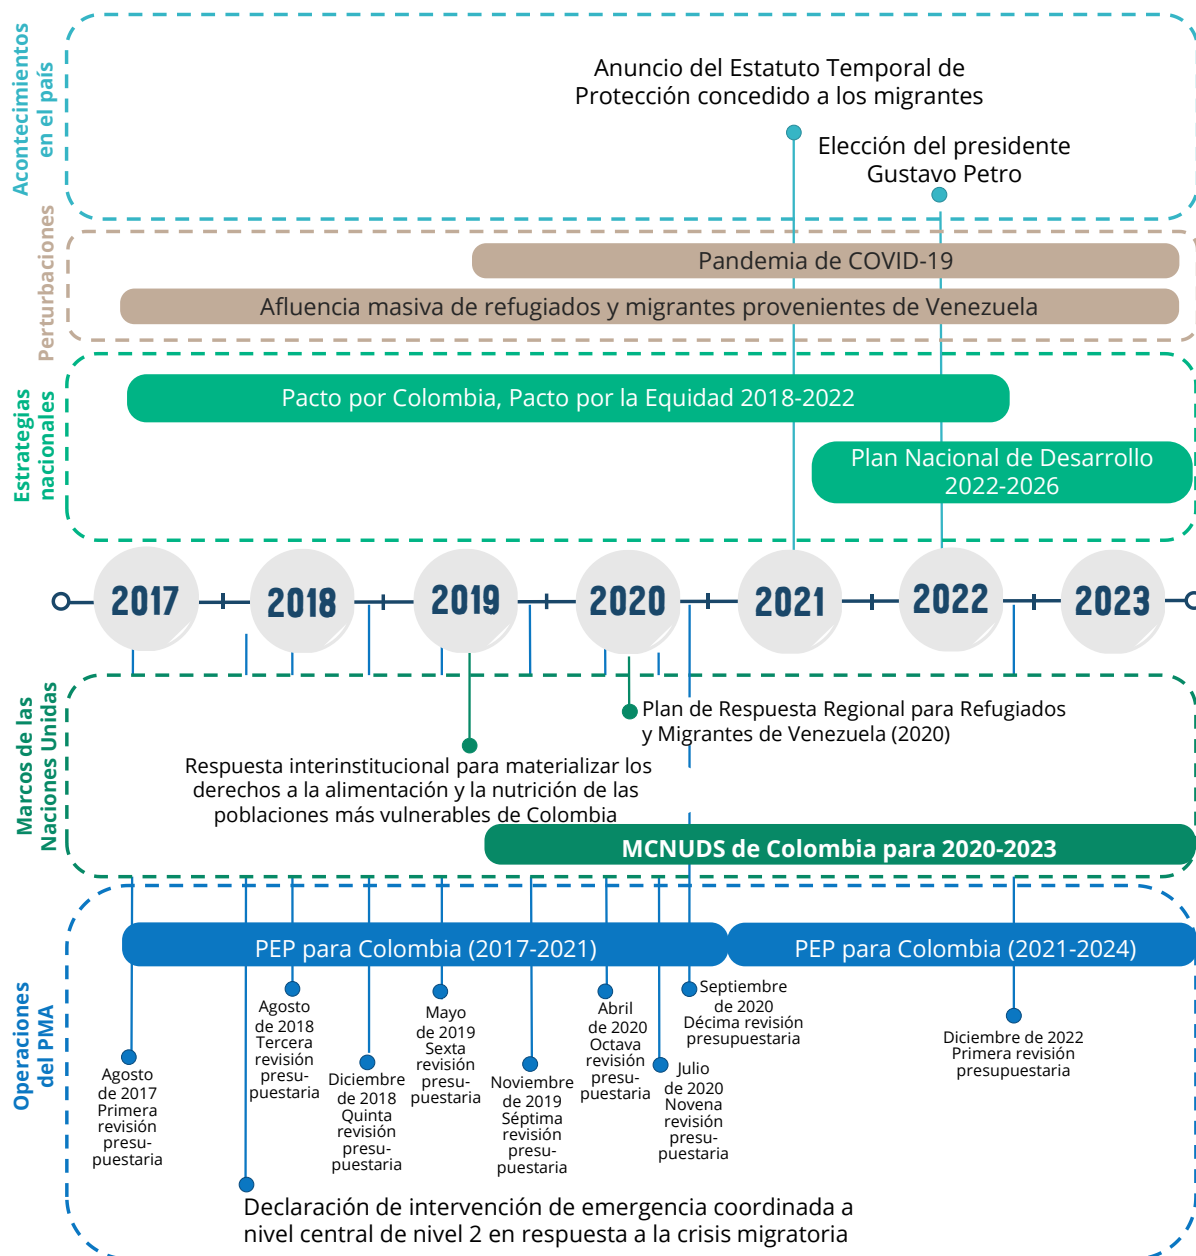 Acontecimientos
en el país
Anuncio del Estatuto Temporal de
Protección concedido a los migrantes
Elección del presidente
Gustavo Petro
Perturbaciones
Pandemia de COVID-19
Afluencia masiva de refugiados y migrantes provenientes de Venezuela
Estrategias
nacionales
Pacto por Colombia, Pacto por la Equidad 2018-2022
Plan Nacional de Desarrollo
2022-2026
2017
2018
2019
2020
2021
2022
2023
Marcos de las
Naciones Unidas
Plan de Respuesta Regional para Refugiados
y Migrantes de Venezuela (2020)
Respuesta interinstitucional para materializar los
derechos a la alimentación y la nutrición de las
poblaciones más vulnerables de Colombia
MCNUDS de Colombia para 2020-2023
Operaciones
del PMA
PEP para Colombia (2017-2021)
PEP para Colombia (2021-2024)
Agosto
de 2017
Primera
revisión
presu-
puestaria
Agosto
de 2018
Tercera
revisión
presu-
puestaria
Diciembre
de 2018
Quinta
revisión
presu-
puestaria
Mayo
de 2019
Sexta
revisión
presu-
puestaria
Noviembre
de 2019
Séptima
revisión
presu-
puestaria
Abril
de 2020
Octava
revisión
presu-
puestaria
Julio
de 2020
Novena
revisión
presu-
puestaria
Septiembre
de 2020
Décima revisión
presupuestaria
Diciembre de 2022
Primera revisión
presupuestaria
Declaración de intervención de emergencia coordinada a
nivel central de nivel 2 en respuesta a la crisis migratoria